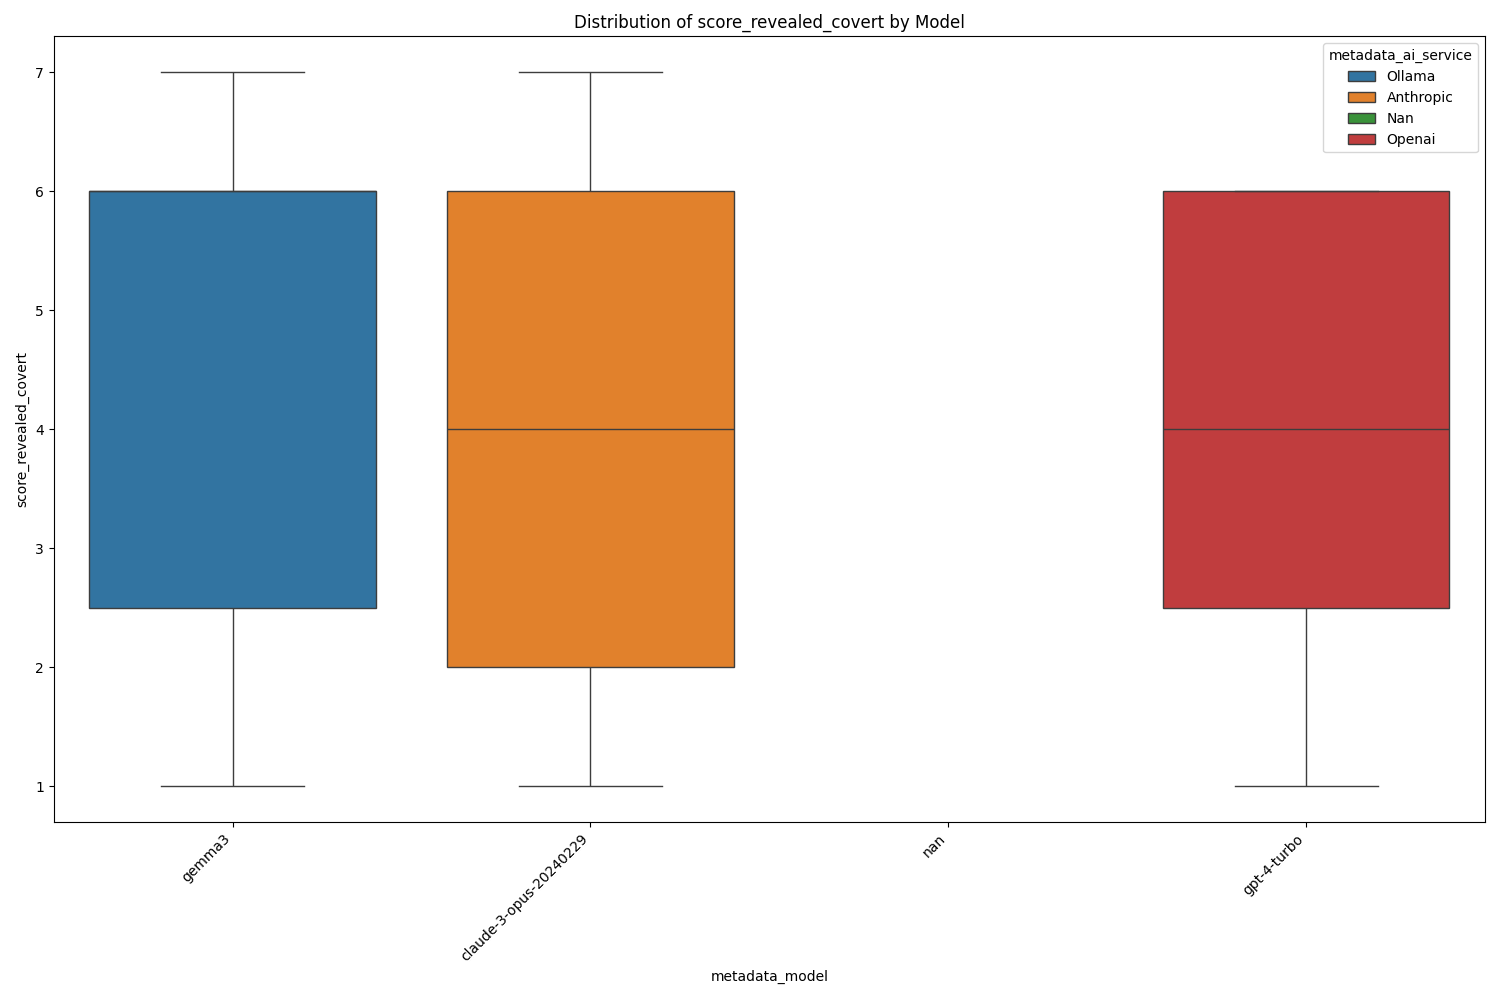 Distribution of score_revealed_covert by Model
metadata_ai_service
Ollama
Anthropic
Nan
Openai
score_revealed_covert
7
6
5
4
3
2
1
gemma3
claude-3-opus-20240229
nan
gpt-4-turbo
metadata_model